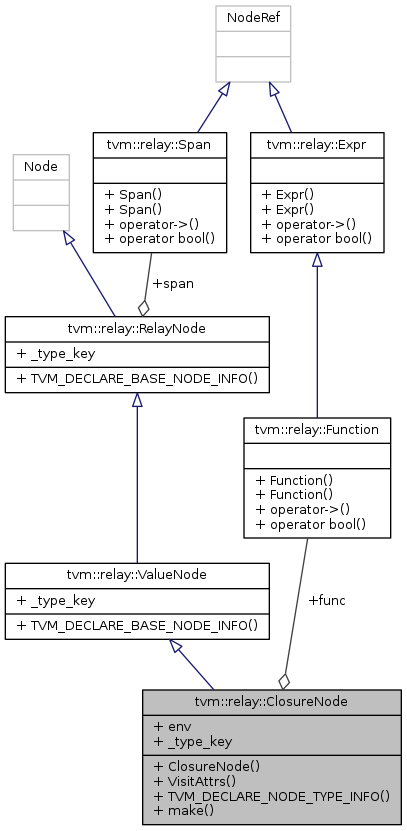 NodeRef
tvm::relay::Span
+ Span()
+ Span()
+ operator->()
+ operator bool()
tvm::relay::Expr
+ Expr()
+ Expr()
+ operator->()
+ operator bool()
Node
+span
tvm::relay::RelayNode
+ _type_key
+ TVM_DECLARE_BASE_NODE_INFO()
tvm::relay::Function
+ Function()
+ Function()
+ operator->()
+ operator bool()
tvm::relay::ValueNode
+ _type_key
+ TVM_DECLARE_BASE_NODE_INFO()
+func
tvm::relay::ClosureNode
+ env
+ _type_key
+ ClosureNode()
+ VisitAttrs()
+ TVM_DECLARE_NODE_TYPE_INFO()
+ make()